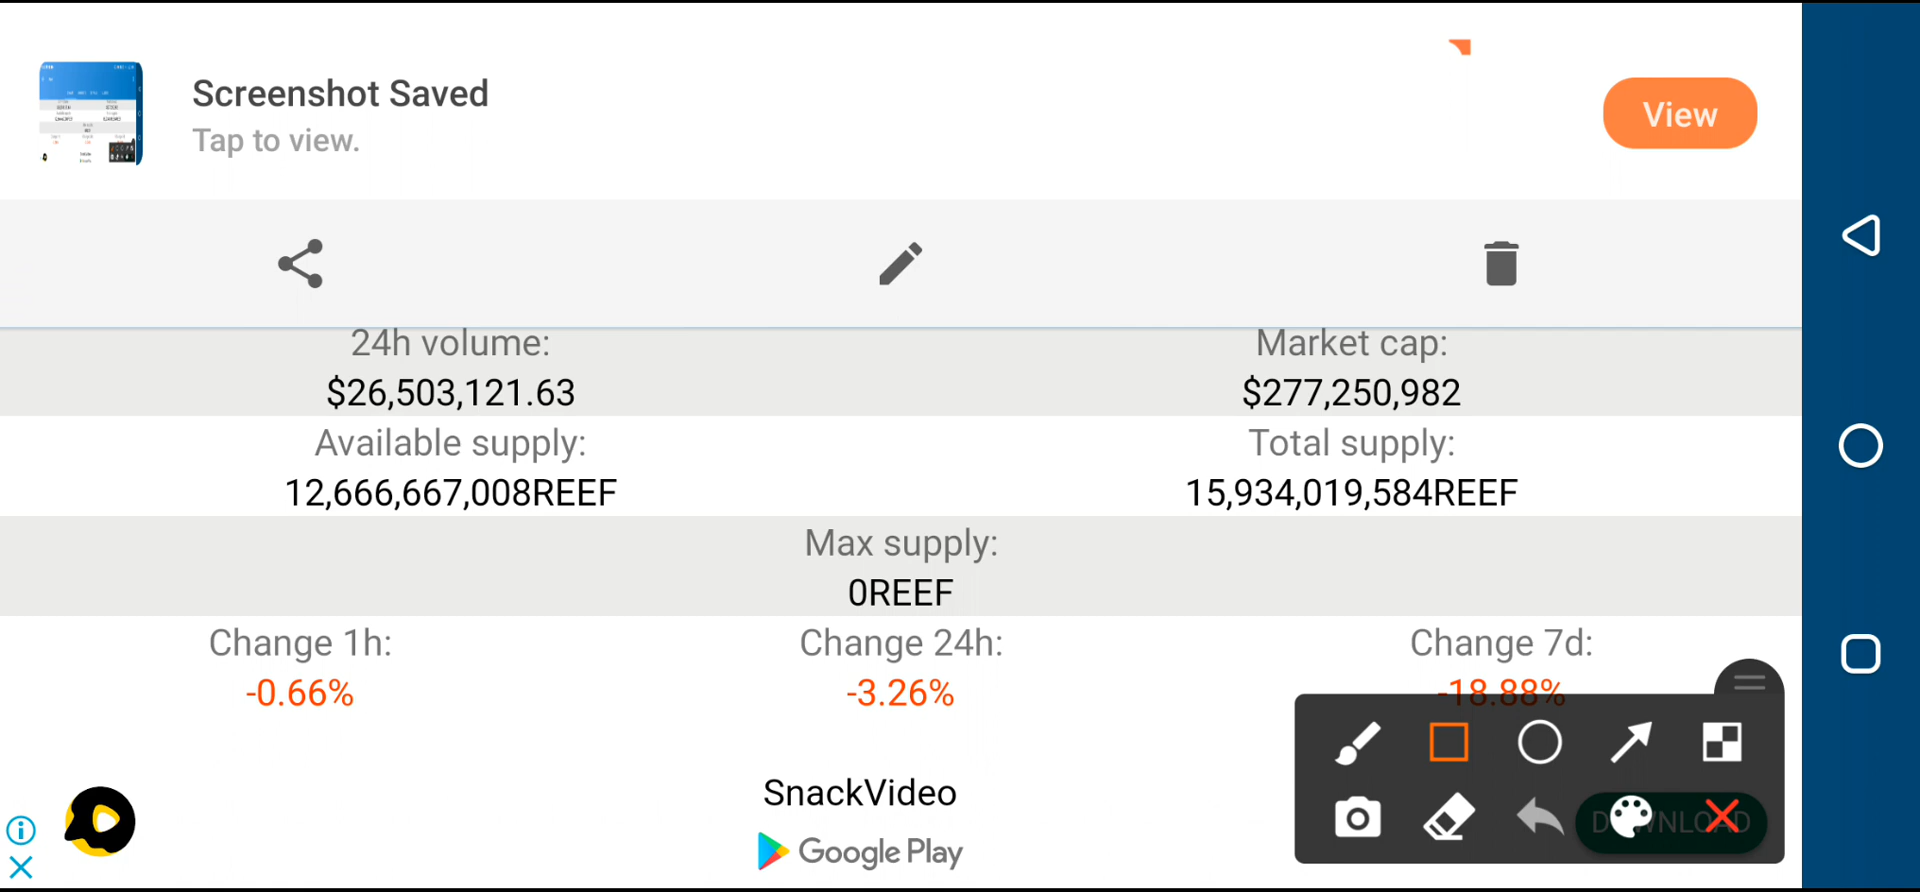 Screenshot Saved
Tap to view.
View
24h volume:
$26,503,121.63
Market cap:
$277,250,982
Available supply:
12,666,667,008REEF
Total supply:
15,934,019,584REEF
Max supply:
0REEF
Change 1h:
-0.66%
Change 24h:
-3.26%
Change 7d:
-18.88%
SnackVideo
Google Play
DOWNLOAD